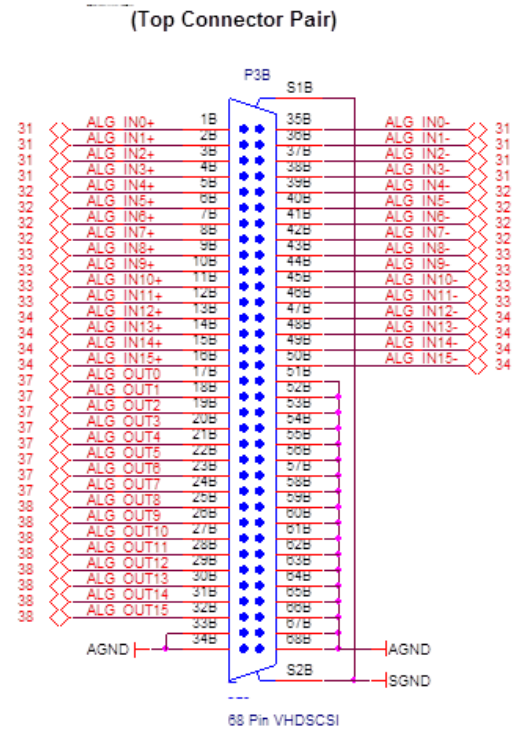 (Top Connector Pair)
P3B
S1B
31 ALG IN0+ 1B 35B ALG IN0- 31
31 ALG IN1+ 2B 36B ALG IN1- 31
31 ALG IN2+ 3B 37B ALG IN2- 31
31 ALG IN3+ 4B 38B ALG IN3- 31
32 ALG IN4+ 5B 39B ALG IN4- 32
32 ALG IN5+ 6B 40B ALG IN5- 32
32 ALG IN6+ 7B 41B ALG IN6- 32
32 ALG IN7+ 8B 42B ALG IN7- 32
33 ALG IN8+ 9B 43B ALG IN8- 33
33 ALG IN9+ 10B 44B ALG IN9- 33
33 ALG IN10+ 11B 45B ALG IN10- 33
33 ALG IN11+ 12B 46B ALG IN11- 33
34 ALG IN12+ 13B 47B ALG IN12- 34
34 ALG IN13+ 14B 48B ALG IN13- 34
34 ALG IN14+ 15B 49B ALG IN14- 34
34 ALG IN15+ 16B 50B ALG IN15- 34
37 ALG OUT0 17B 51B
37 ALG OUT1 18B 52B
37 ALG OUT2 19B 53B
37 ALG OUT3 20B 54B
37 ALG OUT4 21B 55B
37 ALG OUT5 22B 56B
37 ALG OUT6 23B 57B
37 ALG OUT7 24B 58B
38 ALG OUT8 25B 59B
38 ALG OUT9 26B 60B
38 ALG OUT10 27B 61B
38 ALG OUT11 28B 62B
38 ALG OUT12 29B 63B
38 ALG OUT13 30B 64B
38 ALG OUT14 31B 65B
38 ALG OUT15 32B 66B
33B 67B
AGND 34B 68B AGND
S2B SGND
68 Pin VHDSCSI